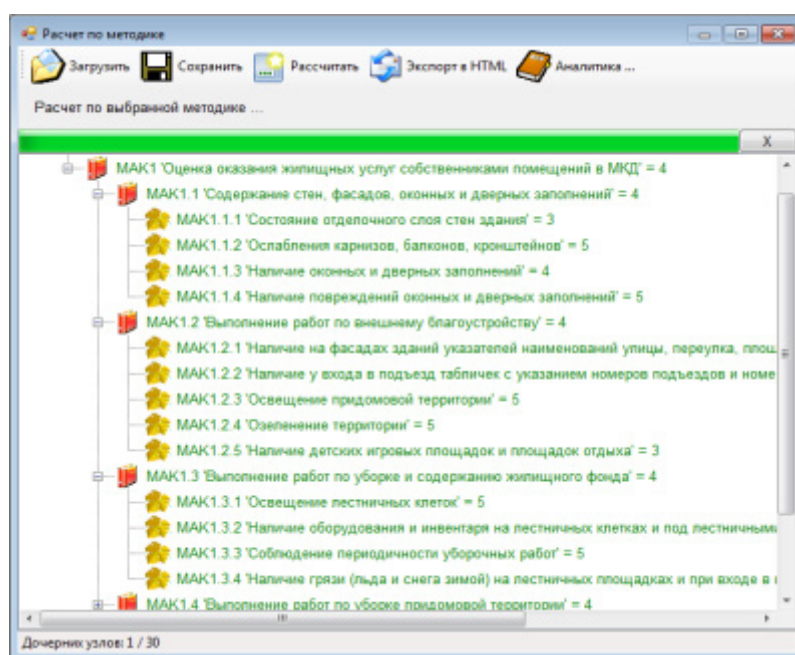 Расчет по методике
Загрузить Сохранить Рассчитать Экспорт в HTML Аналитика ...
Расчет по выбранной методике ...
X
МАК1 'Оценка оказания жилищных услуг собственниками помещений в МКД' = 4
МАК1.1 'Содержание стен, фасадов, оконных и дверных заполнений' = 4
МАК1.1.1 'Состояние отделочного слоя стен здания' = 3
МАК1.1.2 'Ослабления карнизов, балконов, кронштейнов' = 5
МАК1.1.3 'Наличие оконных и дверных заполнений' = 4
МАК1.1.4 'Наличие повреждений оконных и дверных заполнений' = 5
МАК1.2 'Выполнение работ по внешнему благоустройству' = 4
МАК1.2.1 'Наличие на фасадах зданий указателей наименований улицы, переулка, площ
МАК1.2.2 'Наличие у входа в подъезд табличек с указанием номеров подъездов и номе
МАК1.2.3 'Освещение придомовой территории' = 5
МАК1.2.4 'Озеленение территории' = 5
МАК1.2.5 'Наличие детских игровых площадок и площадок отдыха' = 3
МАК1.3 'Выполнение работ по уборке и содержанию жилищного фонда' = 4
МАК1.3.1 'Освещение лестничных клеток' = 5
МАК1.3.2 'Наличие оборудования и инвентаря на лестничных клетках и под лестничными
МАК1.3.3 'Соблюдение периодичности уборочных работ' = 5
МАК1.3.4 'Наличие грязи (льда и снега зимой) на лестничных площадках и при входе в
МАК1.4 'Выполнение работ по уборке придомовой территории' = 4
Дочерних узлов: 1 / 30